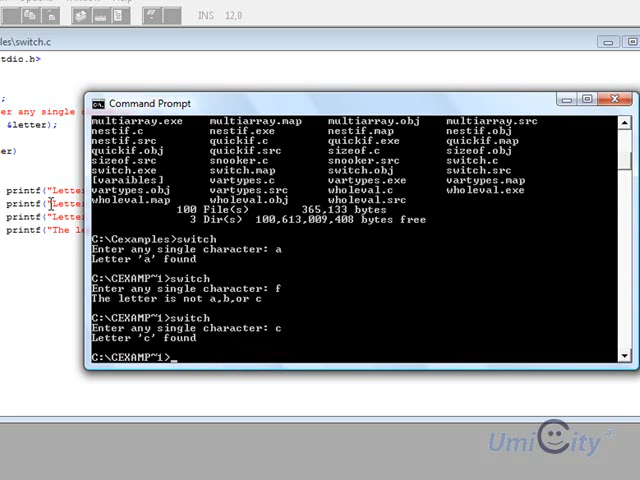 INS 12,0
les\switch.c
tdic.h>
;
er any single c
&letter);
ter)
printf("Lette
printf("Letter
printf("Lette
printf("The le
Command Prompt
multiarray.exe multiarray.map multiarray.obj multiarray.src
nestif.c nestif.exe nestif.map nestif.obj
nestif.src quickif.c quickif.exe quickif.map
quickif.obj quickif.src sizeof.c sizeof.obj
sizeof.src snooker.c snooker.src switch.c
switch.exe switch.map switch.obj switch.src
[varaibles] vartypes.c vartypes.exe vartypes.map
vartypes.obj vartypes.src wholeval.c wholeval.exe
wholeval.map wholeval.obj wholeval.src
100 File(s) 365,133 bytes
3 Dir(s) 100,613,009,408 bytes free
C:\Cexamples>switch
Enter any single character: a
Letter 'a' found
C:\CEXAMP~1>switch
Enter any single character: f
The letter is not a,b,or c
C:\CEXAMP~1>switch
Enter any single character: c
Letter 'c' found
C:\CEXAMP~1>_
UmiCity